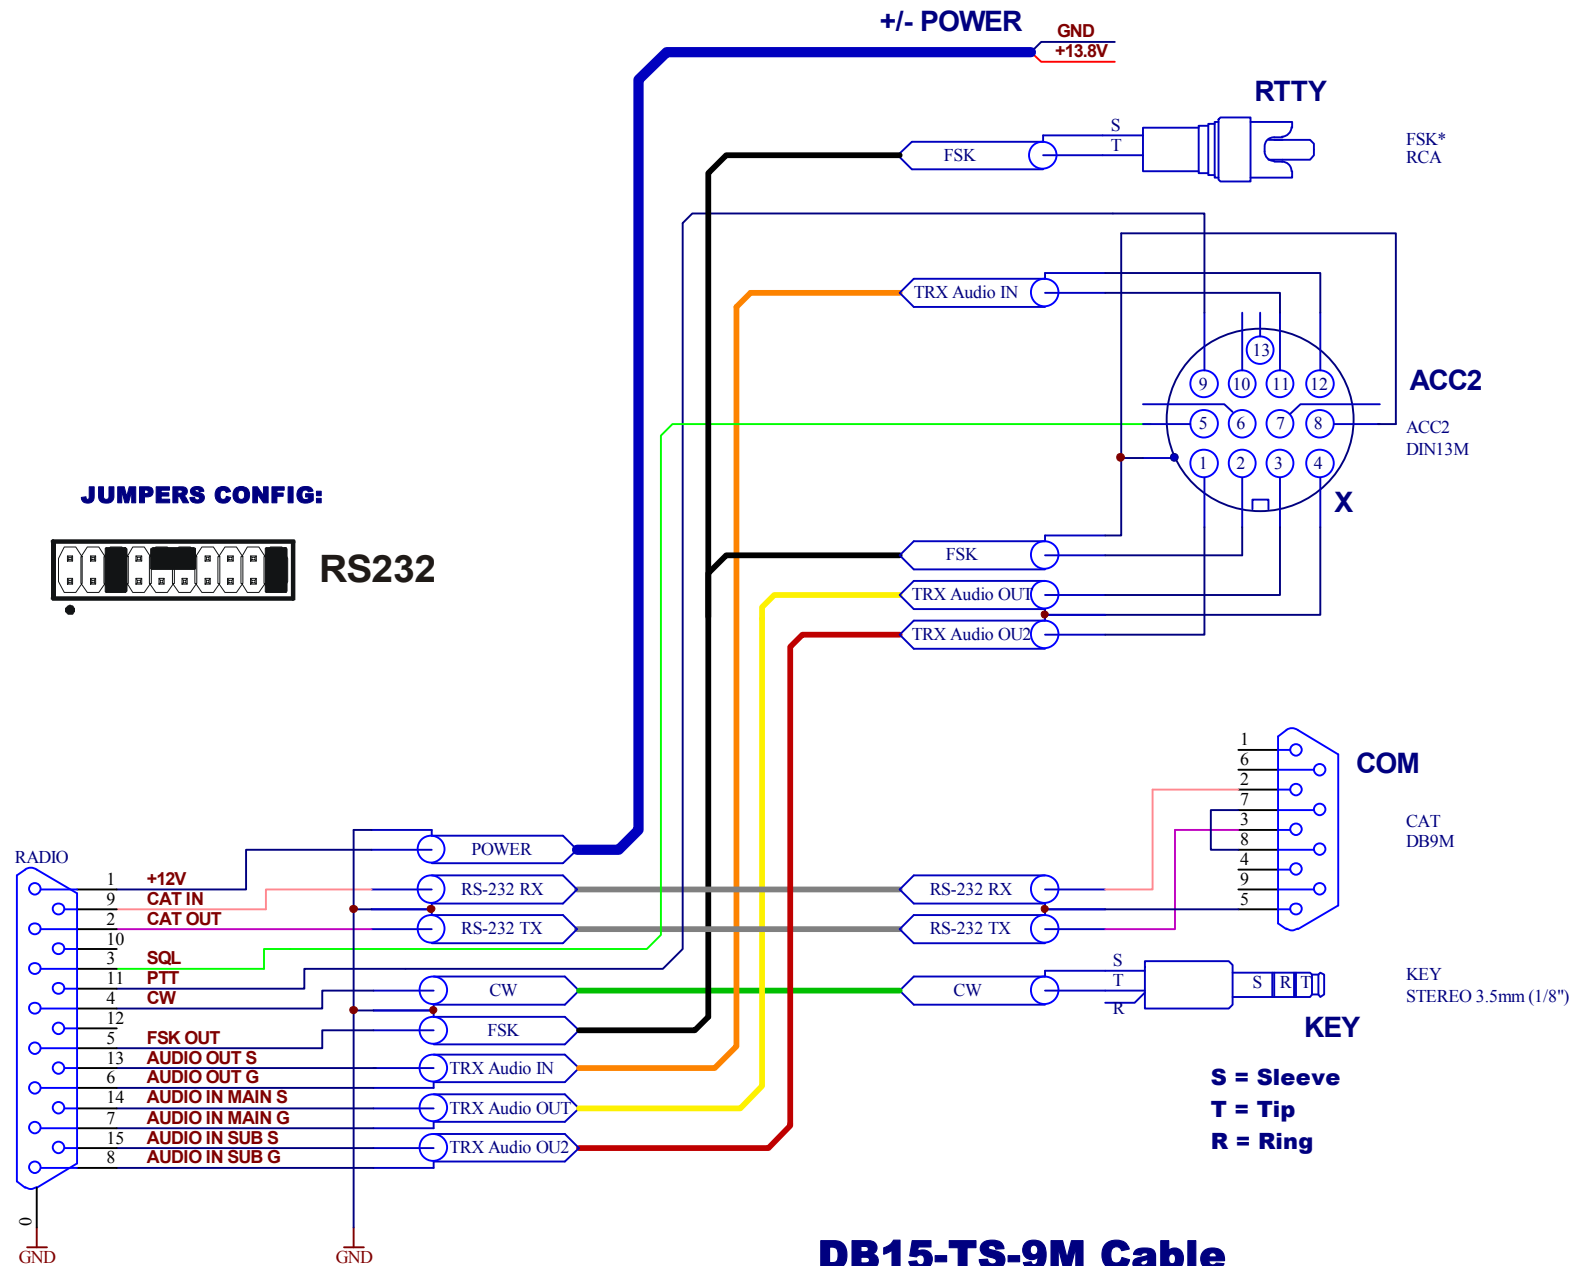 +/- POWER
GND
+13.8V
RTTY
S
T
FSK
FSK*
RCA
TRX Audio IN
13
9 10 11 12
5 6 7 8
1 2 3 4
ACC2
ACC2
DIN13M
X
JUMPERS CONFIG:
RS232
FSK
TRX Audio OUT
TRX Audio OU2
COM
1
6
2
7
3
8
4
9
5
CAT
DB9M
RADIO
1 +12V
9 CAT IN
2 CAT OUT
10
3 SQL
11 PTT
4 CW
12
5 FSK OUT
13 AUDIO OUT S
6 AUDIO OUT G
14 AUDIO IN MAIN S
7 AUDIO IN MAIN G
15 AUDIO IN SUB S
8 AUDIO IN SUB G
0
GND
GND
POWER
RS-232 RX
RS-232 TX
CW
FSK
TRX Audio IN
TRX Audio OUT
TRX Audio OU2
RS-232 RX
RS-232 TX
CW
S
T
R
S R T
KEY
KEY
STEREO 3.5mm (1/8")
S = Sleeve
T = Tip
R = Ring
DB15-TS-9M Cable